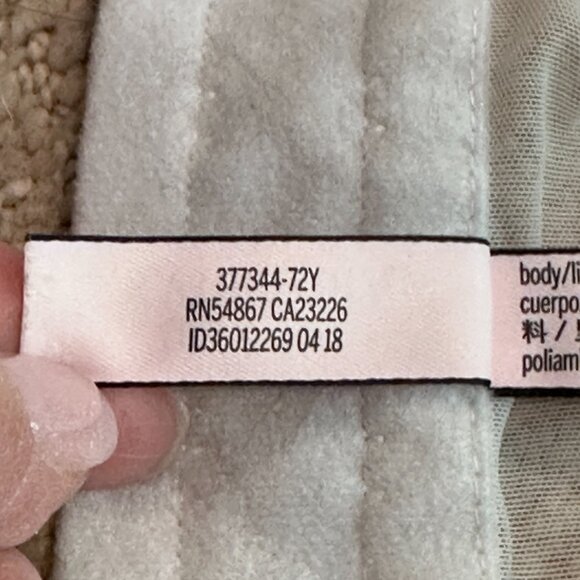 377344-72Y
RN54867 CA23226
ID36012269 04 18
body/li
cuerpo
料 /
poliam